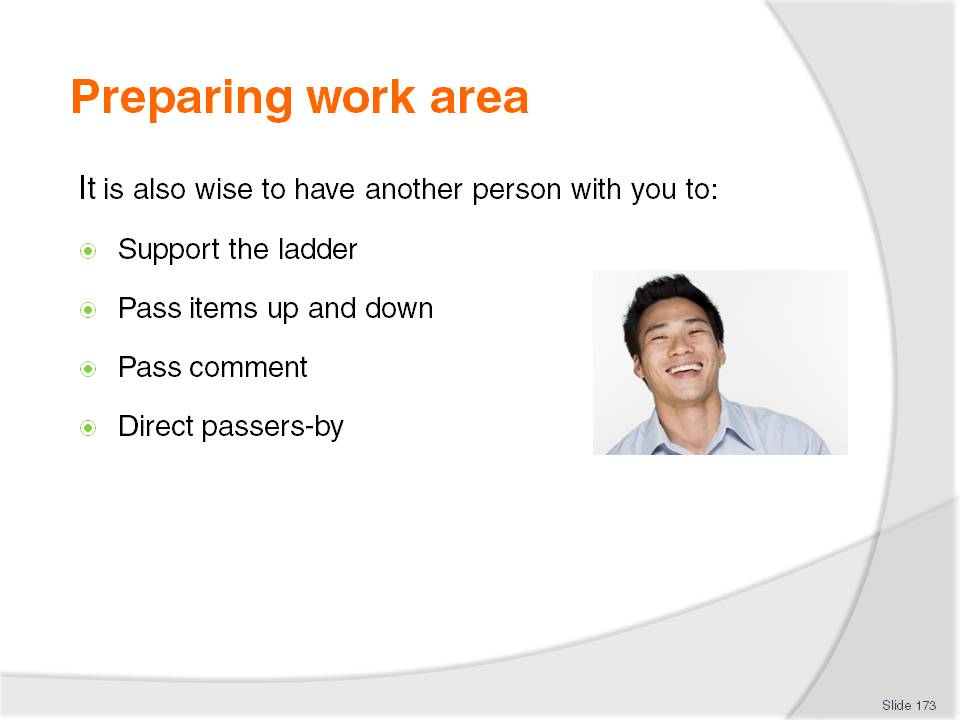 Preparing work area
It is also wise to have another person with you to:
Support the ladder
Pass items up and down
Pass comment
Direct passers-by
Slide 173